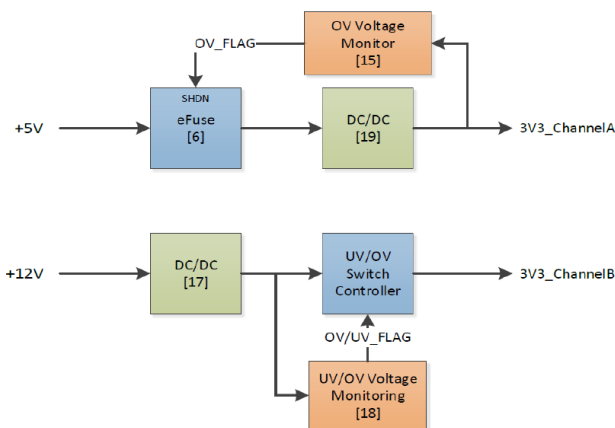 OV Voltage
Monitor
[15]
OV_FLAG
SHDN
eFuse
[6]
+5V
DC/DC
[19]
3V3_ChannelA
+12V
DC/DC
[17]
UV/OV
Switch
Controller
3V3_ChannelB
OV/UV_FLAG
UV/OV Voltage
Monitoring
[18]